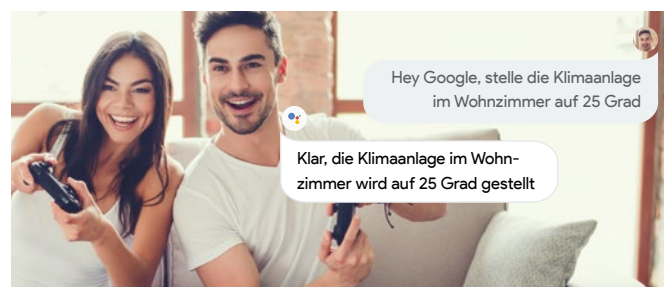 Hey Google, stelle die Klimaanlage
im Wohnzimmer auf 25 Grad
Klar, die Klimaanlage im Wohn-
zimmer wird auf 25 Grad gestellt